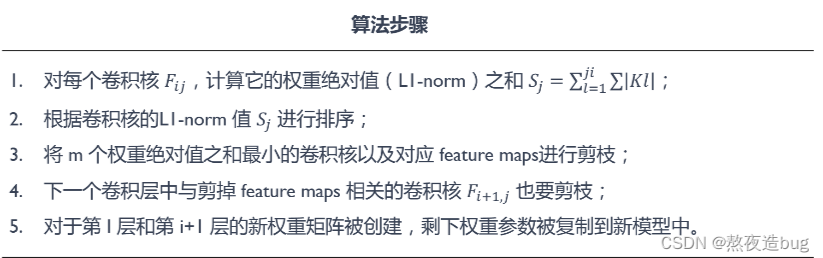 算法步骤
1. 对每个卷积核 F_{ij}，计算它的权重绝对值（L1-norm）之和 S_j = ∑_{l=1}^{ji} ∑|Kl|；
2. 根据卷积核的L1-norm 值 S_j 进行排序；
3. 将 m 个权重绝对值之和最小的卷积核以及对应 feature maps进行剪枝；
4. 下一个卷积层中与剪掉 feature maps 相关的卷积核 F_{i+1,j} 也要剪枝；
5. 对于第 I 层和第 i+1 层的新权重矩阵被创建，剩下权重参数被复制到新模型中。
CSDN @熬夜造bug